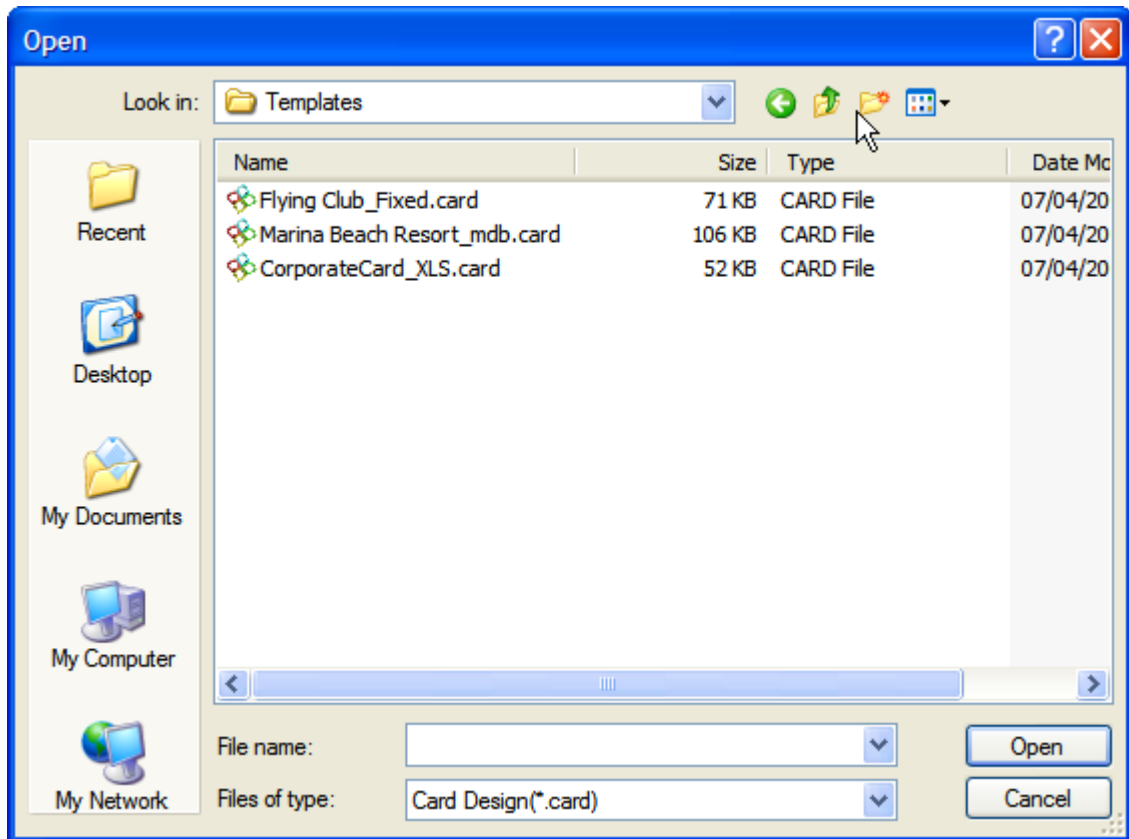 Open
Look in: Templates
Name Size Type Date Mo
Flying Club_Fixed.card 71 KB CARD File 07/04/20
Marina Beach Resort_mdb.card 106 KB CARD File 07/04/20
CorporateCard_XLS.card 52 KB CARD File 07/04/20
Recent
Desktop
My Documents
My Computer
My Network
File name: Open
Files of type: Card Design(*.card) Cancel